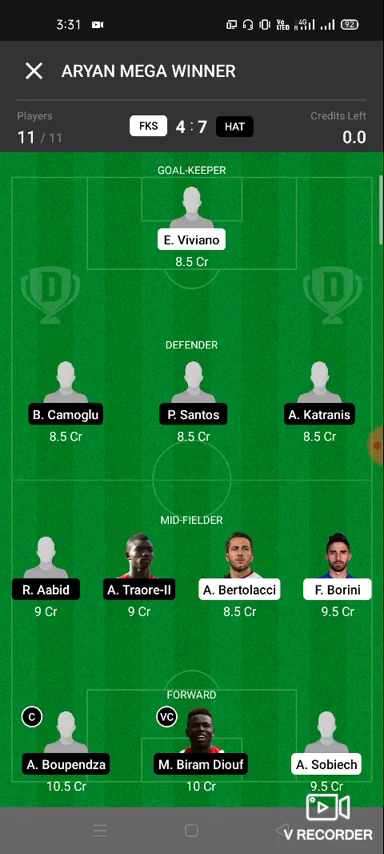 3:31 Vo LTED 4G R 92
ARYAN MEGA WINNER
Players FKS 4 : 7 HAT Credits Left
11 / 11 0.0
GOAL-KEEPER
E. Viviano
8.5 Cr
D D
DEFENDER
B. Camoglu P. Santos A. Katranis
8.5 Cr 8.5 Cr 8.5 Cr
MID-FIELDER
R. Aabid A. Traore-II A. Bertolacci F. Borini
9 Cr 9 Cr 8.5 Cr 9.5 Cr
FORWARD
C VC
A. Boupendza M. Biram Diouf A. Sobiech
10.5 Cr 10 Cr 9.5 Cr
V RECORDER